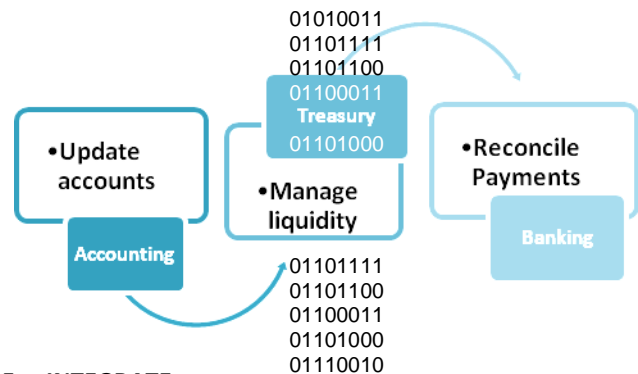 01010011
01101111
01101100
01100011
Treasury
01101000
•Update
accounts
Accounting
•Manage
liquidity
•Reconcile
Payments
Banking
01101111
01101100
01100011
01101000
01110010